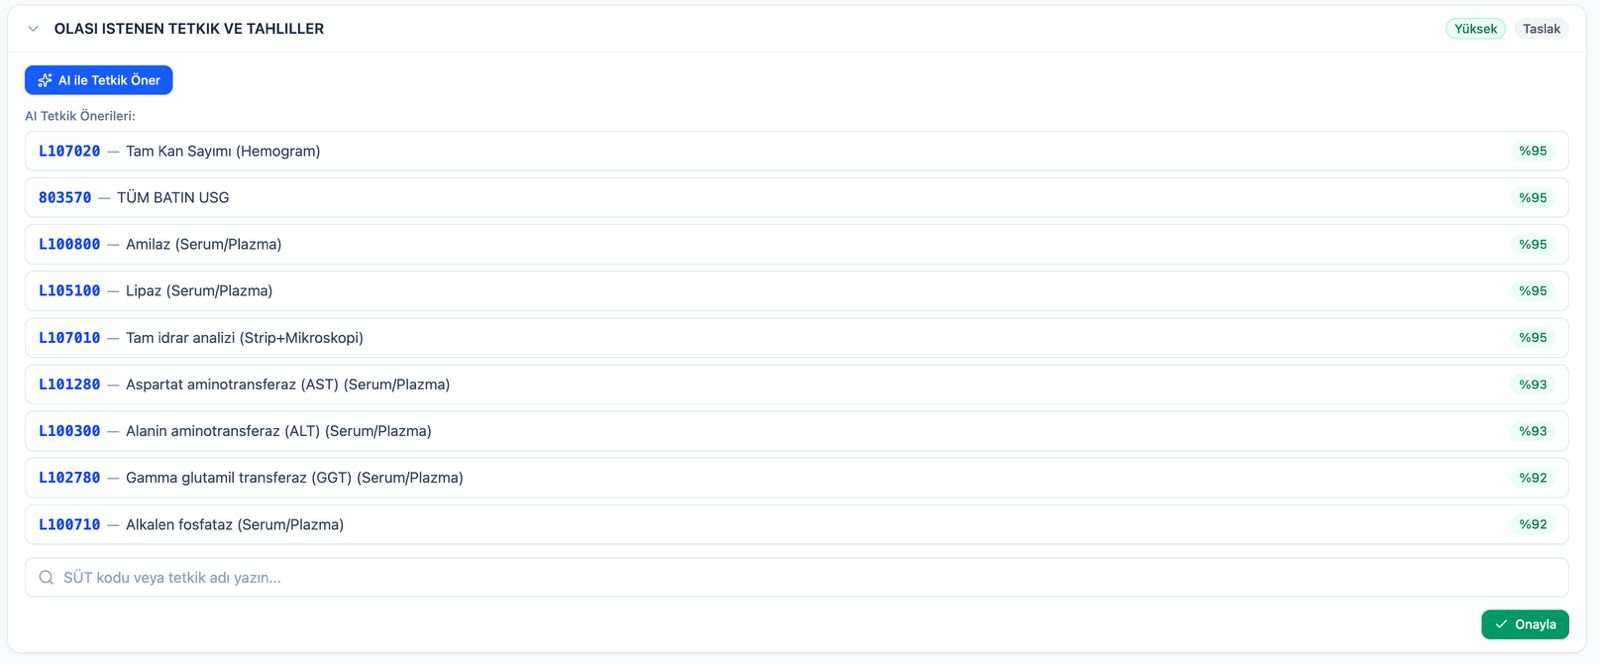 OLASI ISTENEN TETKIK VE TAHLILLER
Yüksek
Taslak
AI ile Tetkik Öner
AI Tetkik Önerileri:
L107020 — Tam Kan Sayımı (Hemogram) %95
803570 — TÜM BATIN USG %95
L100800 — Amilaz (Serum/Plazma) %95
L105100 — Lipaz (Serum/Plazma) %95
L107010 — Tam idrar analizi (Strip+Mikroskopi) %95
L101280 — Aspartat aminotransferaz (AST) (Serum/Plazma) %93
L100300 — Alanin aminotransferaz (ALT) (Serum/Plazma) %93
L102780 — Gamma glutamil transferaz (GGT) (Serum/Plazma) %92
L100710 — Alkalen fosfataz (Serum/Plazma) %92
SÜT kodu veya tetkik adı yazın...
Onayla